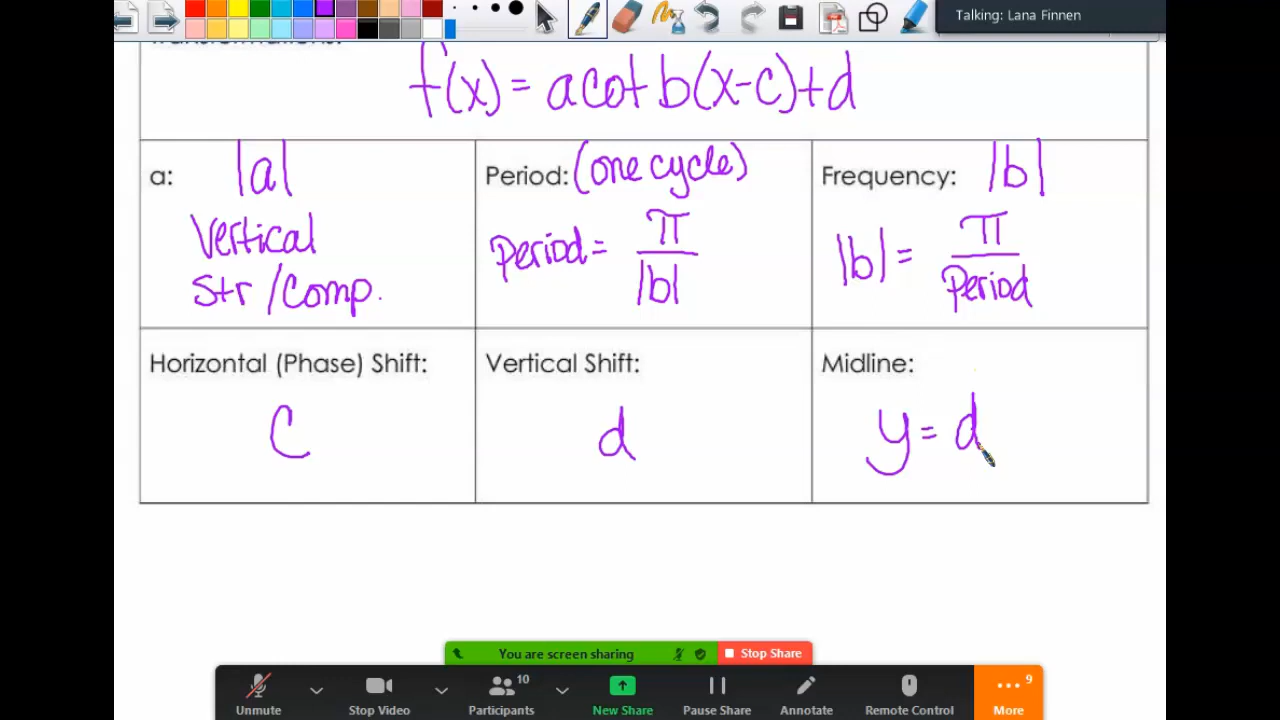 Talking: Lana Finnen
Transformations:
f(x) = a cot b(x-c)+d
a: |a|
Vertical
Str/Comp.
Period: (one cycle)
Period = π
|b|
Frequency: |b|
|b| = π
Period
Horizontal (Phase) Shift:
C
Vertical Shift:
d
Midline:
y = d
You are screen sharing
Stop Share
Unmute
Stop Video
10
Participants
New Share
Pause Share
Annotate
Remote Control
9
More